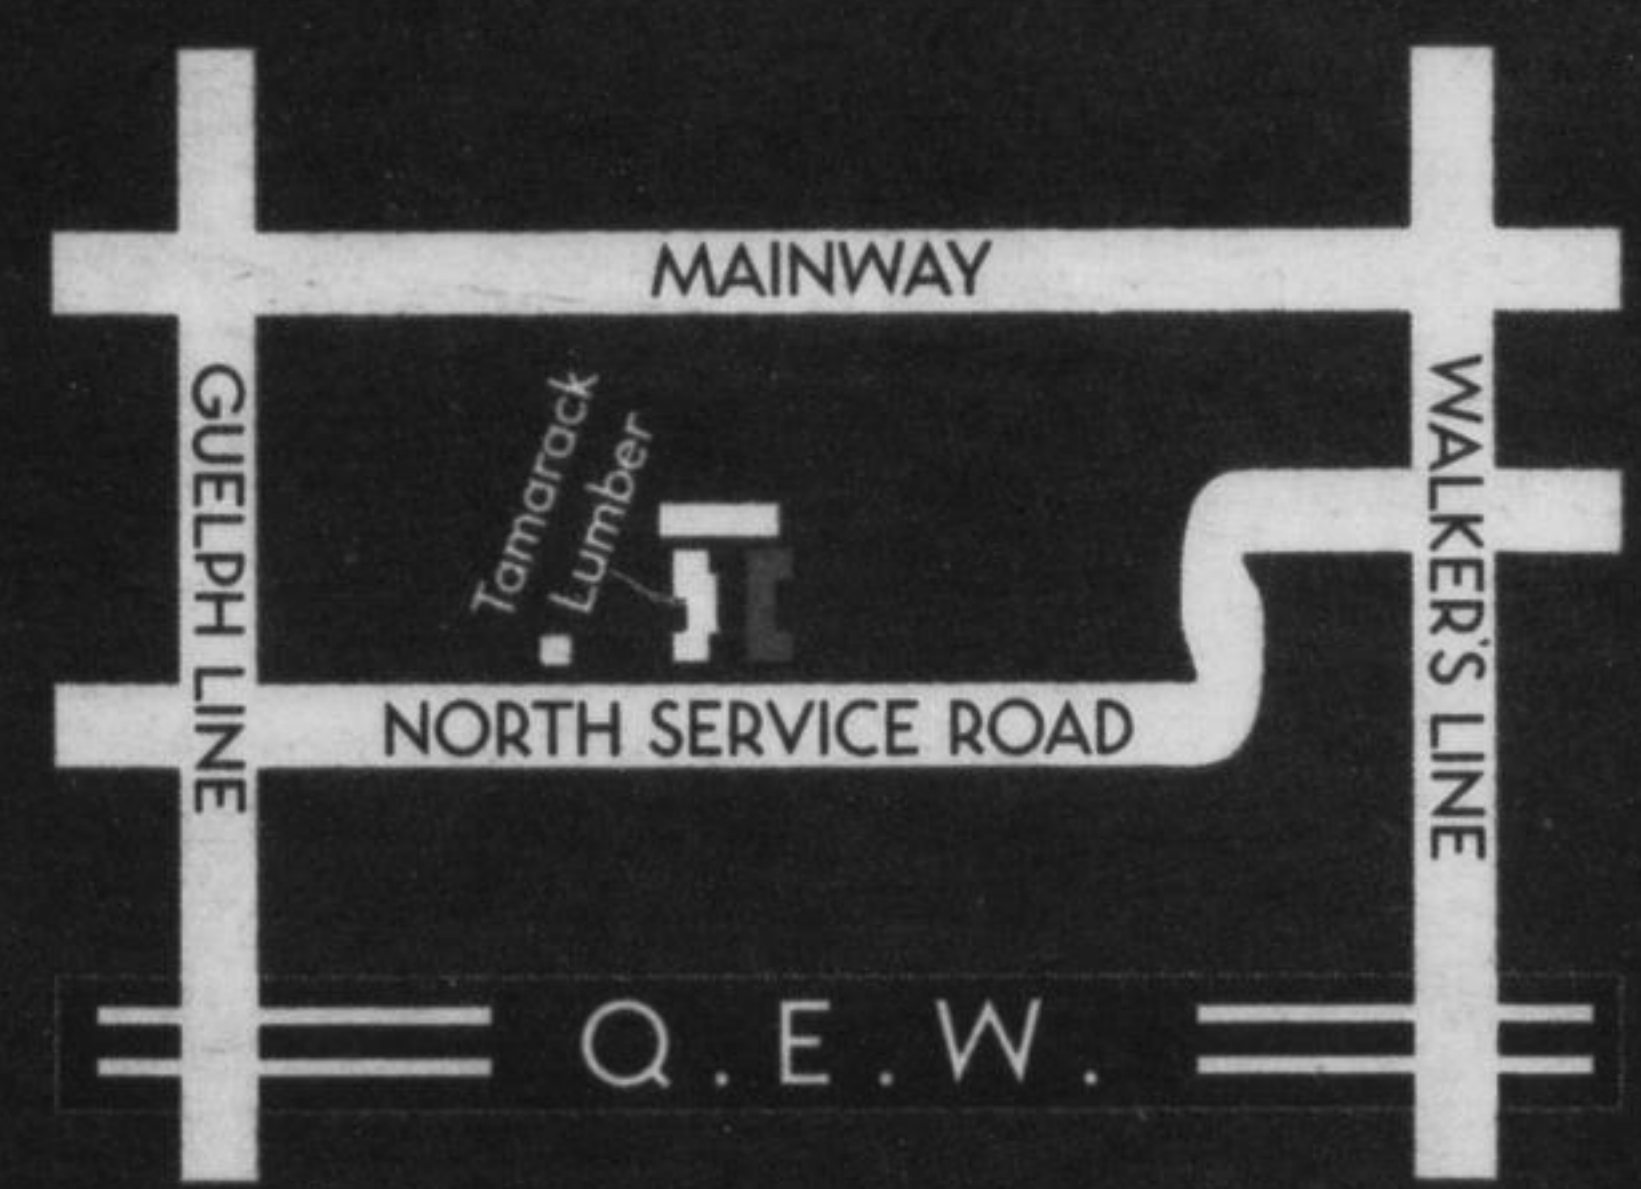 MAINWAY
GUELPH LINE
Tamarack
Lumber
WALKER'S LINE
NORTH SERVICE ROAD
Q.E.W.